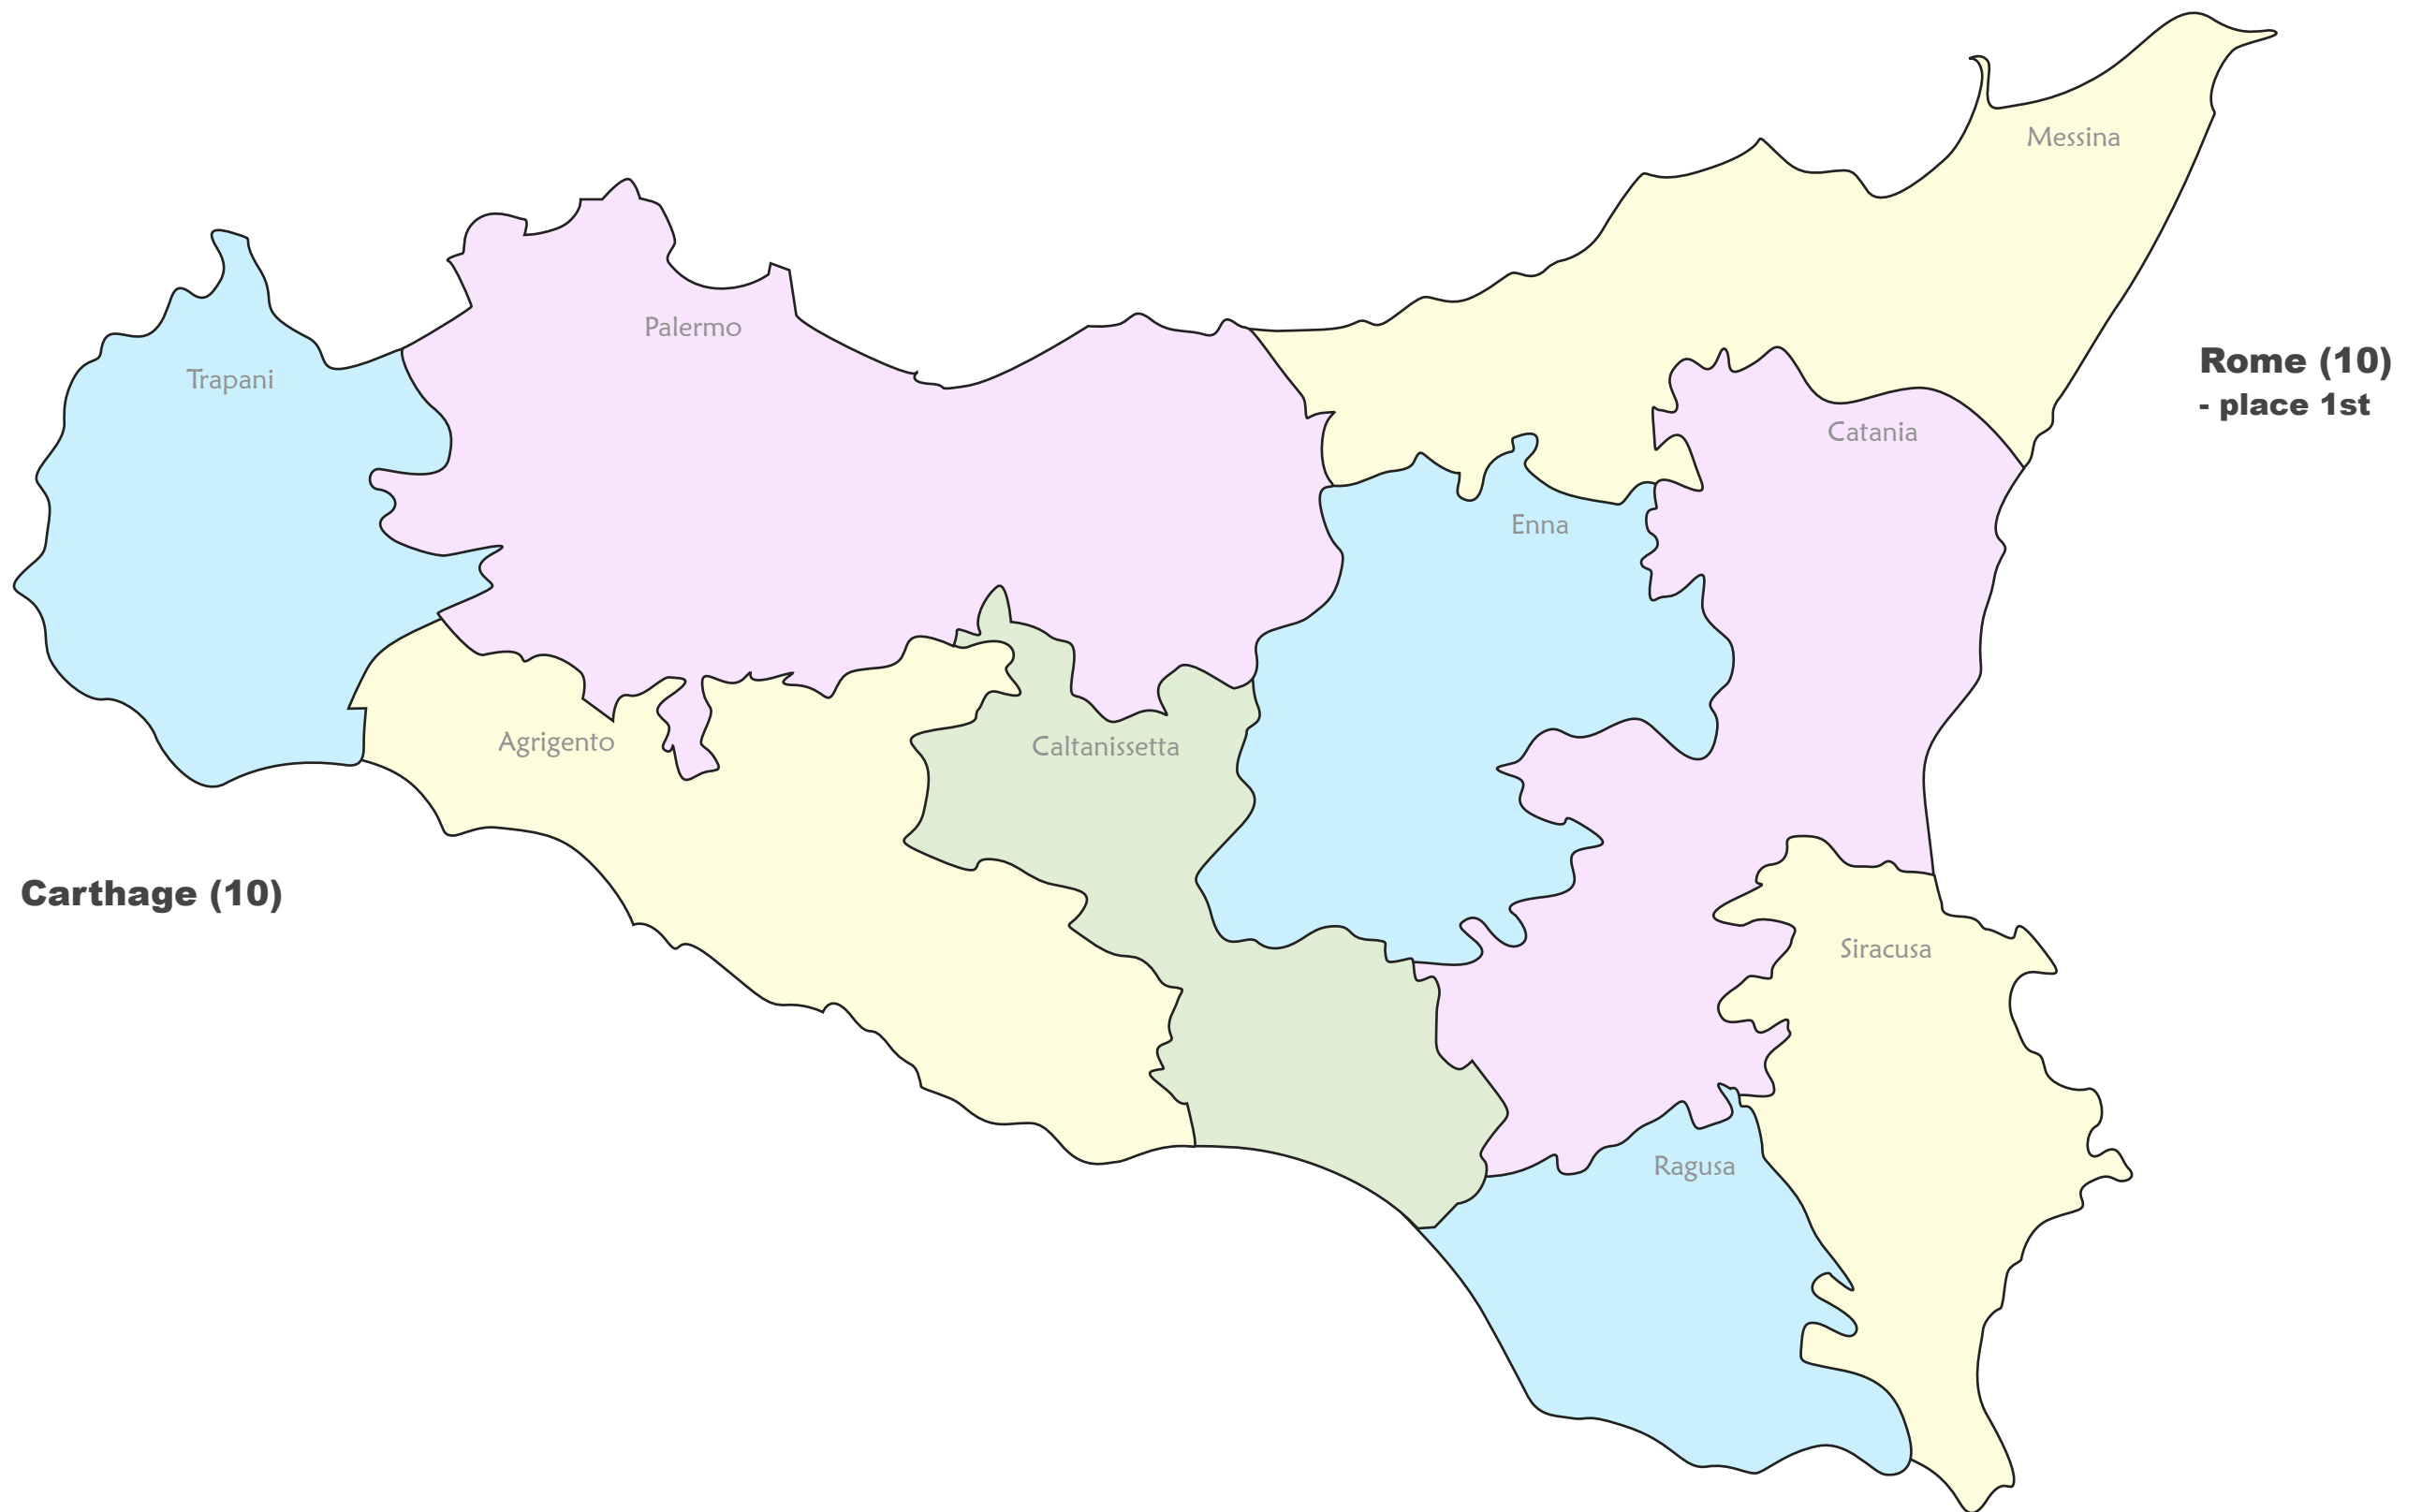 Messina
Palermo
Rome (10)
- place 1st
Trapani
Catania
Enna
Agrigento
Caltanissetta
Carthage (10)
Siracusa
Ragusa